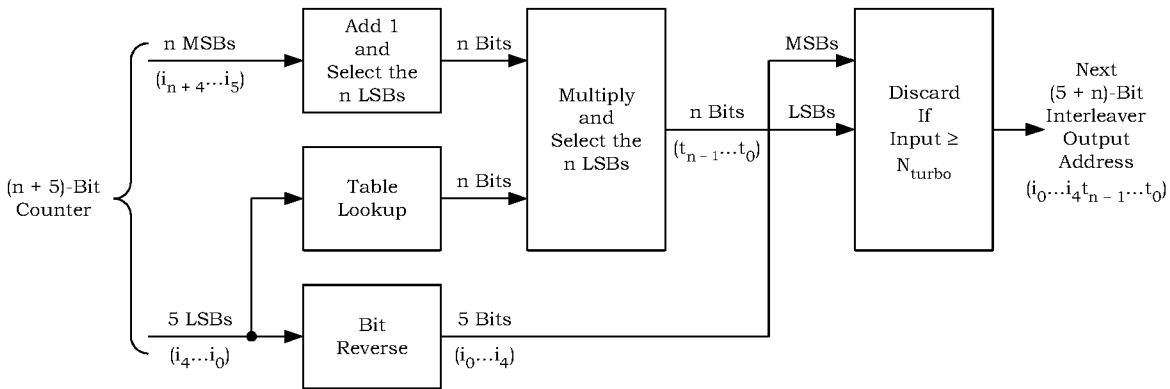 (n + 5)-Bit
Counter
n MSBs
(i_{n + 4}…i_5)
Add 1
and
Select the
n LSBs
n Bits
Table
Lookup
n Bits
5 LSBs
(i_4…i_0)
Bit
Reverse
5 Bits
(i_0…i_4)
Multiply
and
Select the
n LSBs
n Bits
(t_{n – 1}…t_0)
MSBs
LSBs
Discard
If
Input ≥
N_{turbo}
Next
(5 + n)-Bit
Interleaver
Output
Address
(i_0…i_4t_{n – 1}…t_0)